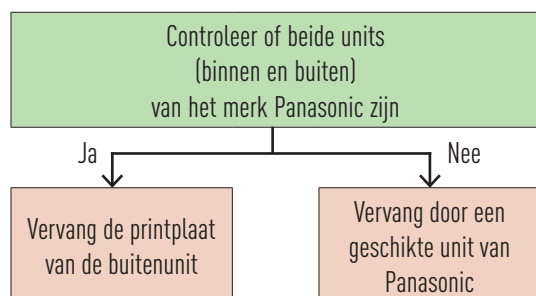 Controleer of beide units
(binnen en buiten)
van het merk Panasonic zijn
Ja
Nee
Vervang de printplaat
van de buitenunit
Vervang door een
geschikte unit van
Panasonic